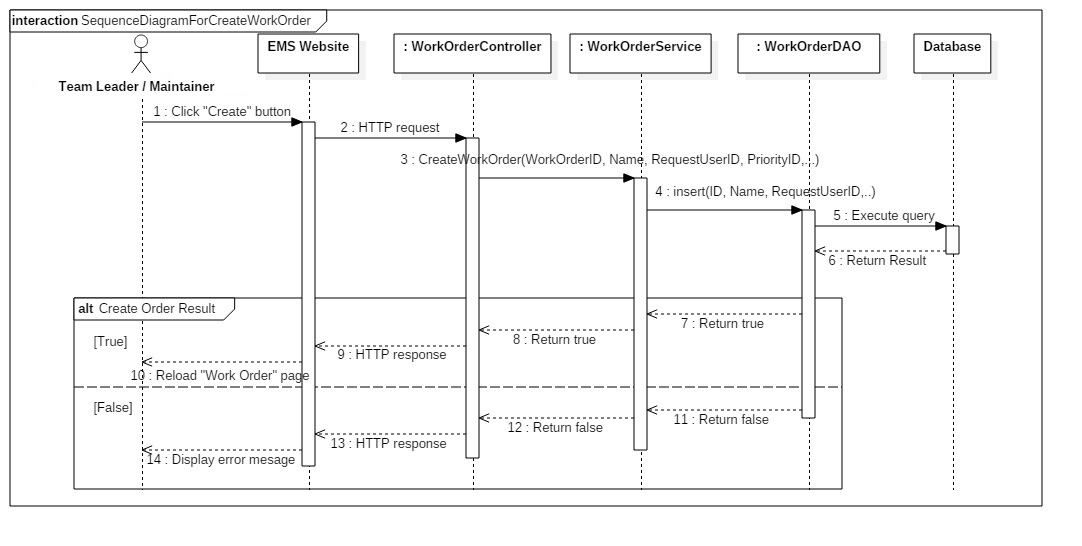 interaction SequenceDiagramForCreateWorkOrder
EMS Website
: WorkOrderController
: WorkOrderService
: WorkOrderDAO
Database
Team Leader / Maintainer
1 : Click "Create" button
2 : HTTP request
3 : CreateWorkOrder(WorkOrderID, Name, RequestUserID, PriorityID,...)
4 : insert(ID, Name, RequestUserID,..)
5 : Execute query
6 : Return Result
alt Create Order Result
7 : Return true
8 : Return true
[True]
9 : HTTP response
10 : Reload "Work Order" page
[False]
11 : Return false
12 : Return false
13 : HTTP response
14 : Display error mesage